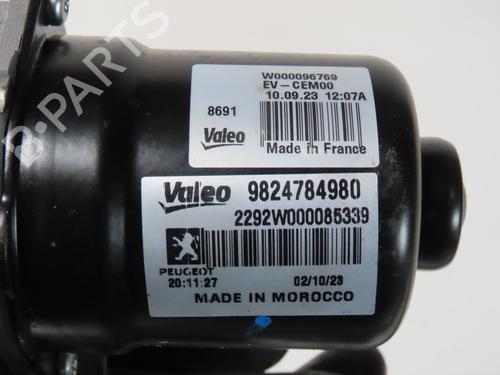 W000096769
EV-CEM00
10.09.23 12:07A
8691
Valeo
Made in France
Valeo 9824784980
2292W000085339
PEUGEOT
20:11:27 02/10/23
MADE IN MOROCCO
B-PARTS